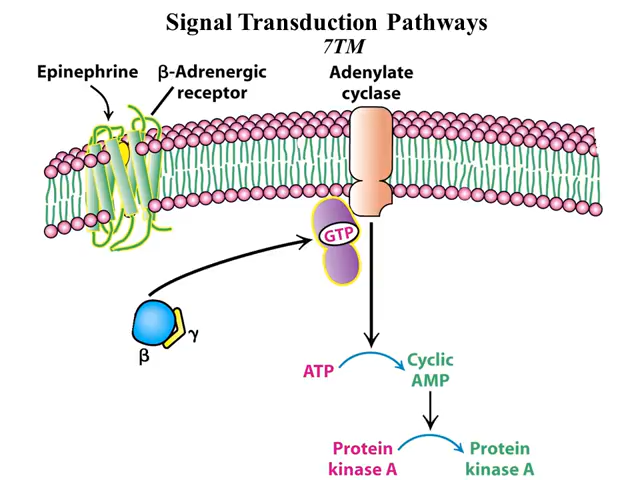 Signal Transduction Pathways
7TM
Epinephrine
β-Adrenergic
receptor
Adenylate
cyclase
GTP
β
γ
ATP
Cyclic
AMP
Protein
kinase A
Protein
kinase A